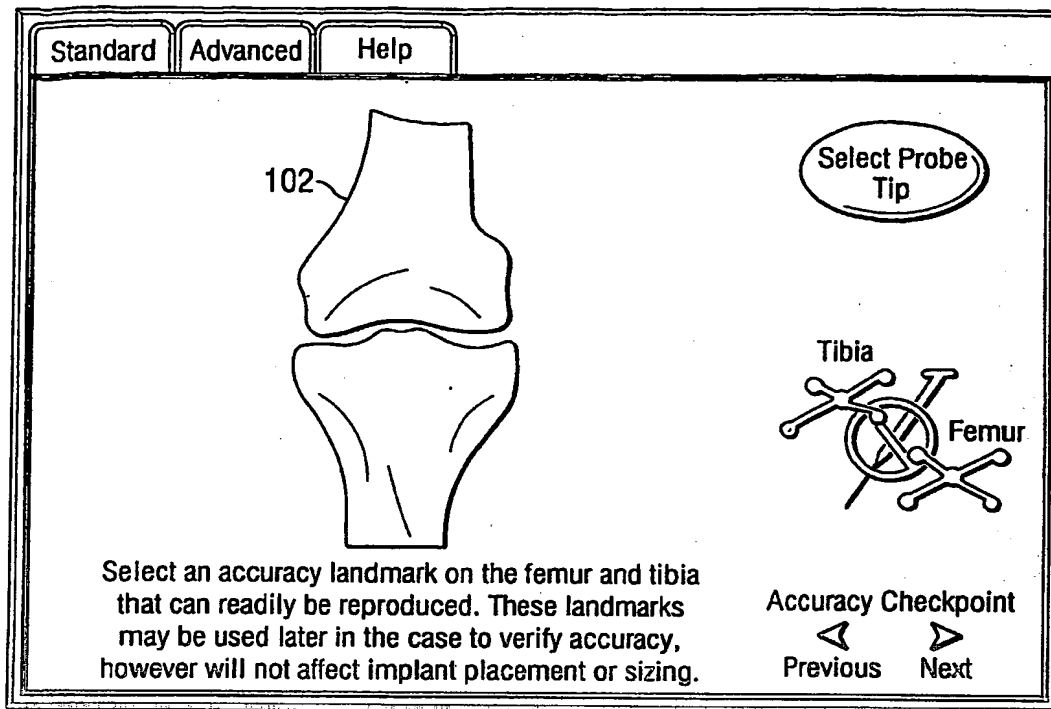 Standard
Advanced
Help
102
Select Probe
Tip
Tibia
Femur
Select an accuracy landmark on the femur and tibia
that can readily be reproduced. These landmarks
may be used later in the case to verify accuracy,
however will not affect implant placement or sizing.
Accuracy Checkpoint
Previous
Next